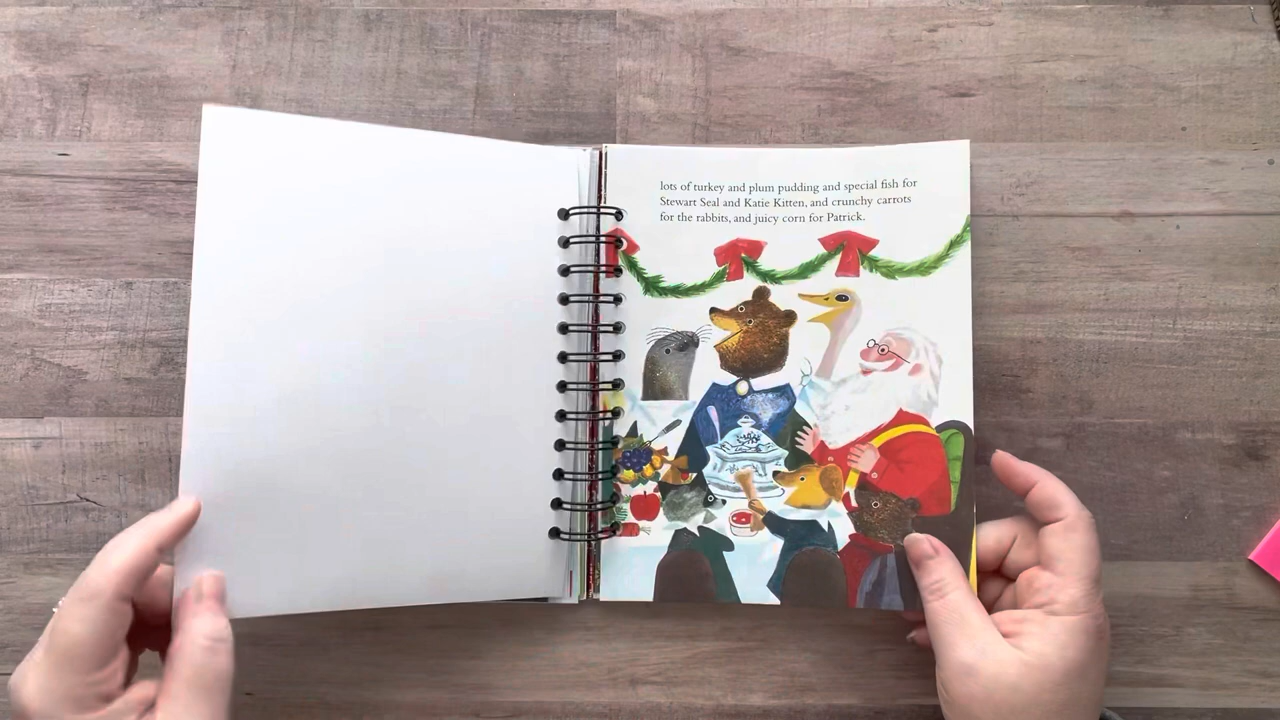 lots of turkey and plum pudding and special fish for
Stewart Seal and Katie Kitten, and crunchy carrots
for the rabbits, and juicy corn for Patrick.